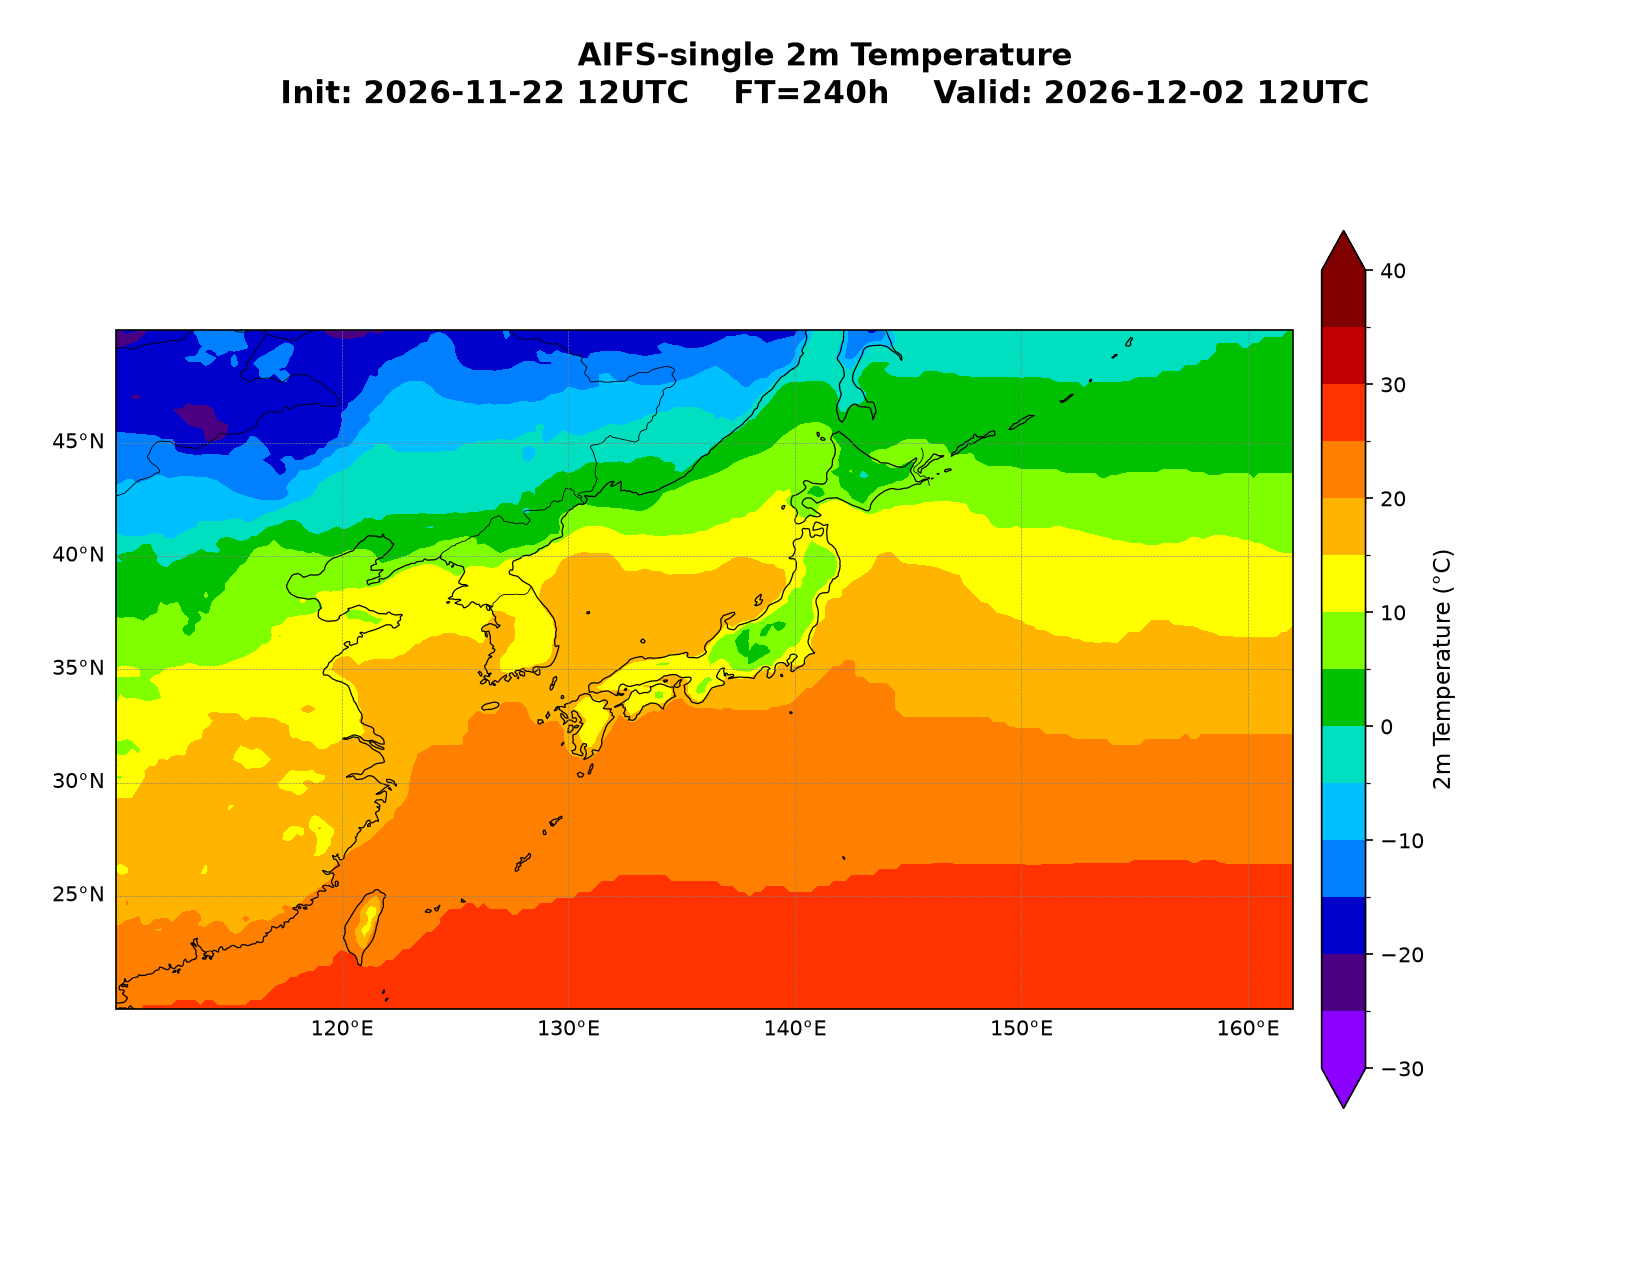 AIFS-single 2m Temperature
Init: 2026-11-22 12UTC    FT=240h    Valid: 2026-12-02 12UTC
45°N
40°N
35°N
30°N
25°N
120°E
130°E
140°E
150°E
160°E
40
30
20
10
0
−10
−20
−30
2m Temperature (°C)